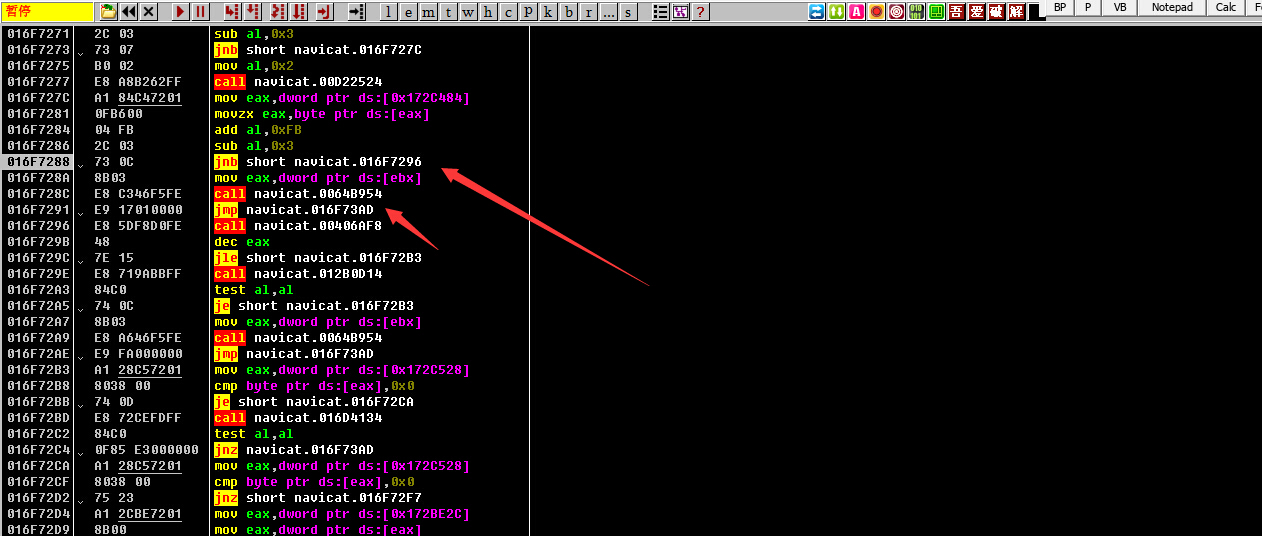 暂停 l e m t w h c p k b r ... s ? 吾 爱 破 解 BP P VB Notepad Calc
016F7271 2C 03 sub al,0x3
016F7273 73 07 jnb short navicat.016F727C
016F7275 B0 02 mov al,0x2
016F7277 E8 A8B262FF call navicat.00D22524
016F727C A1 84C47201 mov eax,dword ptr ds:[0x172C484]
016F7281 0FB600 movzx eax,byte ptr ds:[eax]
016F7284 04 FB add al,0xFB
016F7286 2C 03 sub al,0x3
016F7288 73 0C jnb short navicat.016F7296
016F728A 8B03 mov eax,dword ptr ds:[ebx]
016F728C E8 C346F5FE call navicat.0064B954
016F7291 E9 17010000 jmp navicat.016F73AD
016F7296 E8 5DF8D0FE call navicat.00406AF8
016F729B 48 dec eax
016F729C 7E 15 jle short navicat.016F72B3
016F729E E8 719ABBFF call navicat.012B0D14
016F72A3 84C0 test al,al
016F72A5 74 0C je short navicat.016F72B3
016F72A7 8B03 mov eax,dword ptr ds:[ebx]
016F72A9 E8 A646F5FE call navicat.0064B954
016F72AE E9 FA000000 jmp navicat.016F73AD
016F72B3 A1 28C57201 mov eax,dword ptr ds:[0x172C528]
016F72B8 8038 00 cmp byte ptr ds:[eax],0x0
016F72BB 74 0D je short navicat.016F72CA
016F72BD E8 72CEFDFF call navicat.016D4134
016F72C2 84C0 test al,al
016F72C4 0F85 E3000000 jnz navicat.016F73AD
016F72CA A1 28C57201 mov eax,dword ptr ds:[0x172C528]
016F72CF 8038 00 cmp byte ptr ds:[eax],0x0
016F72D2 75 23 jnz short navicat.016F72F7
016F72D4 A1 2CBE7201 mov eax,dword ptr ds:[0x172BE2C]
016F72D9 8B00 mov eax,dword ptr ds:[eax]